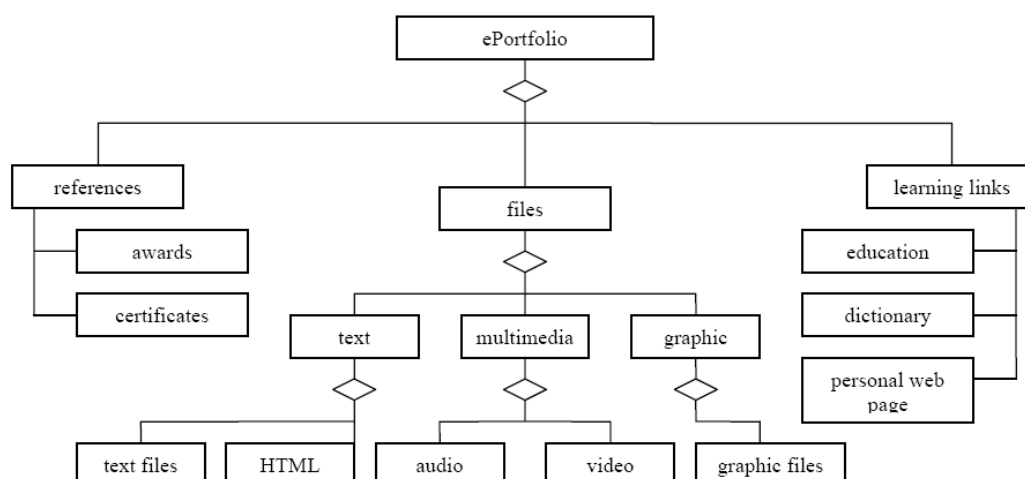 ePortfolio
references
learning links
files
awards
education
certificates
dictionary
text
multimedia
graphic
personal web
page
text files
HTML
audio
video
graphic files